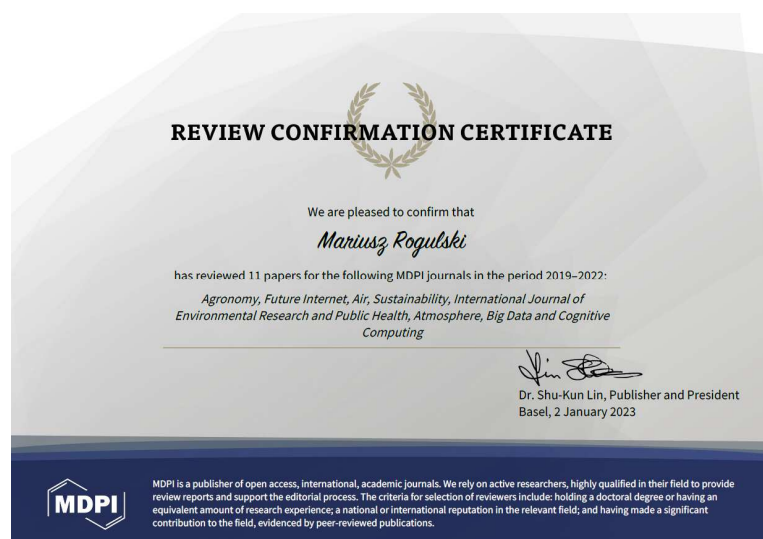 REVIEW CONFIRMATION CERTIFICATE
We are pleased to confirm that
Mariusz Rogulski
has reviewed 11 papers for the following MDPI journals in the period 2019–2022:
Agronomy, Future Internet, Air, Sustainability, International Journal of
Environmental Research and Public Health, Atmosphere, Big Data and Cognitive
Computing
Dr. Shu-Kun Lin, Publisher and President
Basel, 2 January 2023
MDPI is a publisher of open access, international, academic journals. We rely on active researchers, highly qualified in their field to provide
review reports and support the editorial process. The criteria for selection of reviewers include: holding a doctoral degree or having an
equivalent amount of research experience; a national or international reputation in the relevant field; and having made a significant
contribution to the field, evidenced by peer-reviewed publications.
MDPI